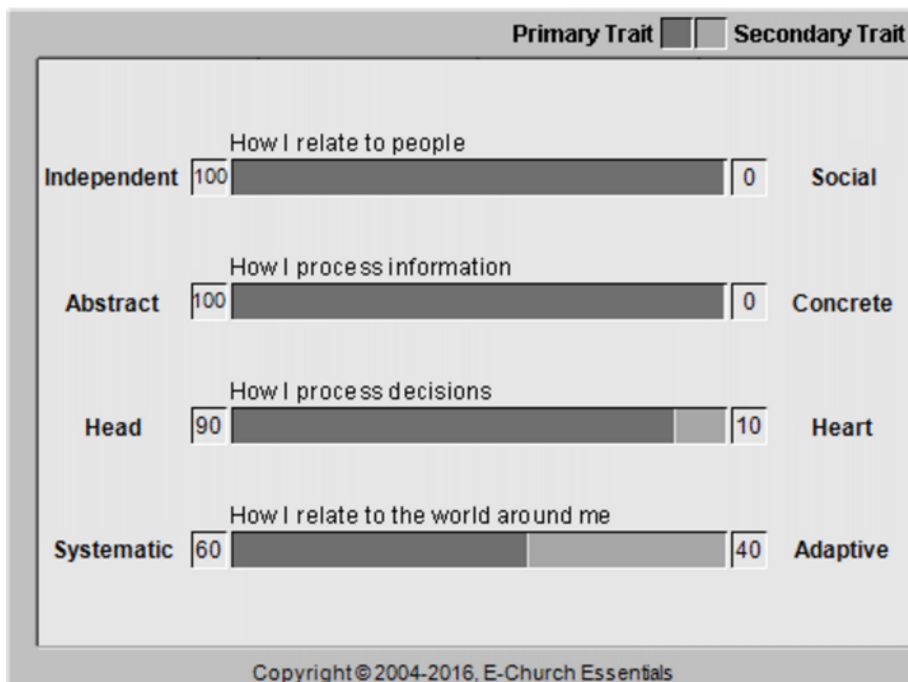 Primary Trait Secondary Trait
How I relate to people
Independent 100 0 Social
How I process information
Abstract 100 0 Concrete
How I process decisions
Head 90 10 Heart
How I relate to the world around me
Systematic 60 40 Adaptive
Copyright © 2004-2016, E-Church Essentials